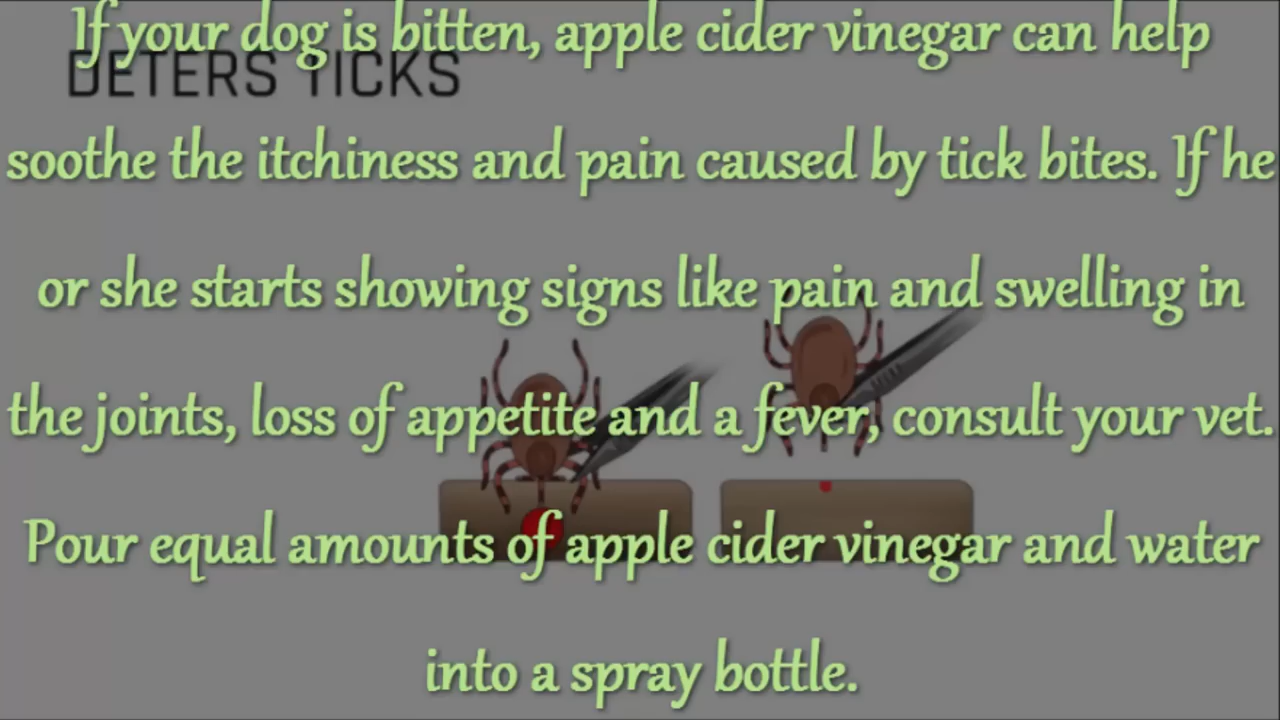 If your dog is bitten, apple cider vinegar can help
DETERS TICKS
soothe the itchiness and pain caused by tick bites. If he
or she starts showing signs like pain and swelling in
the joints, loss of appetite and a fever, consult your vet.
Pour equal amounts of apple cider vinegar and water
into a spray bottle.